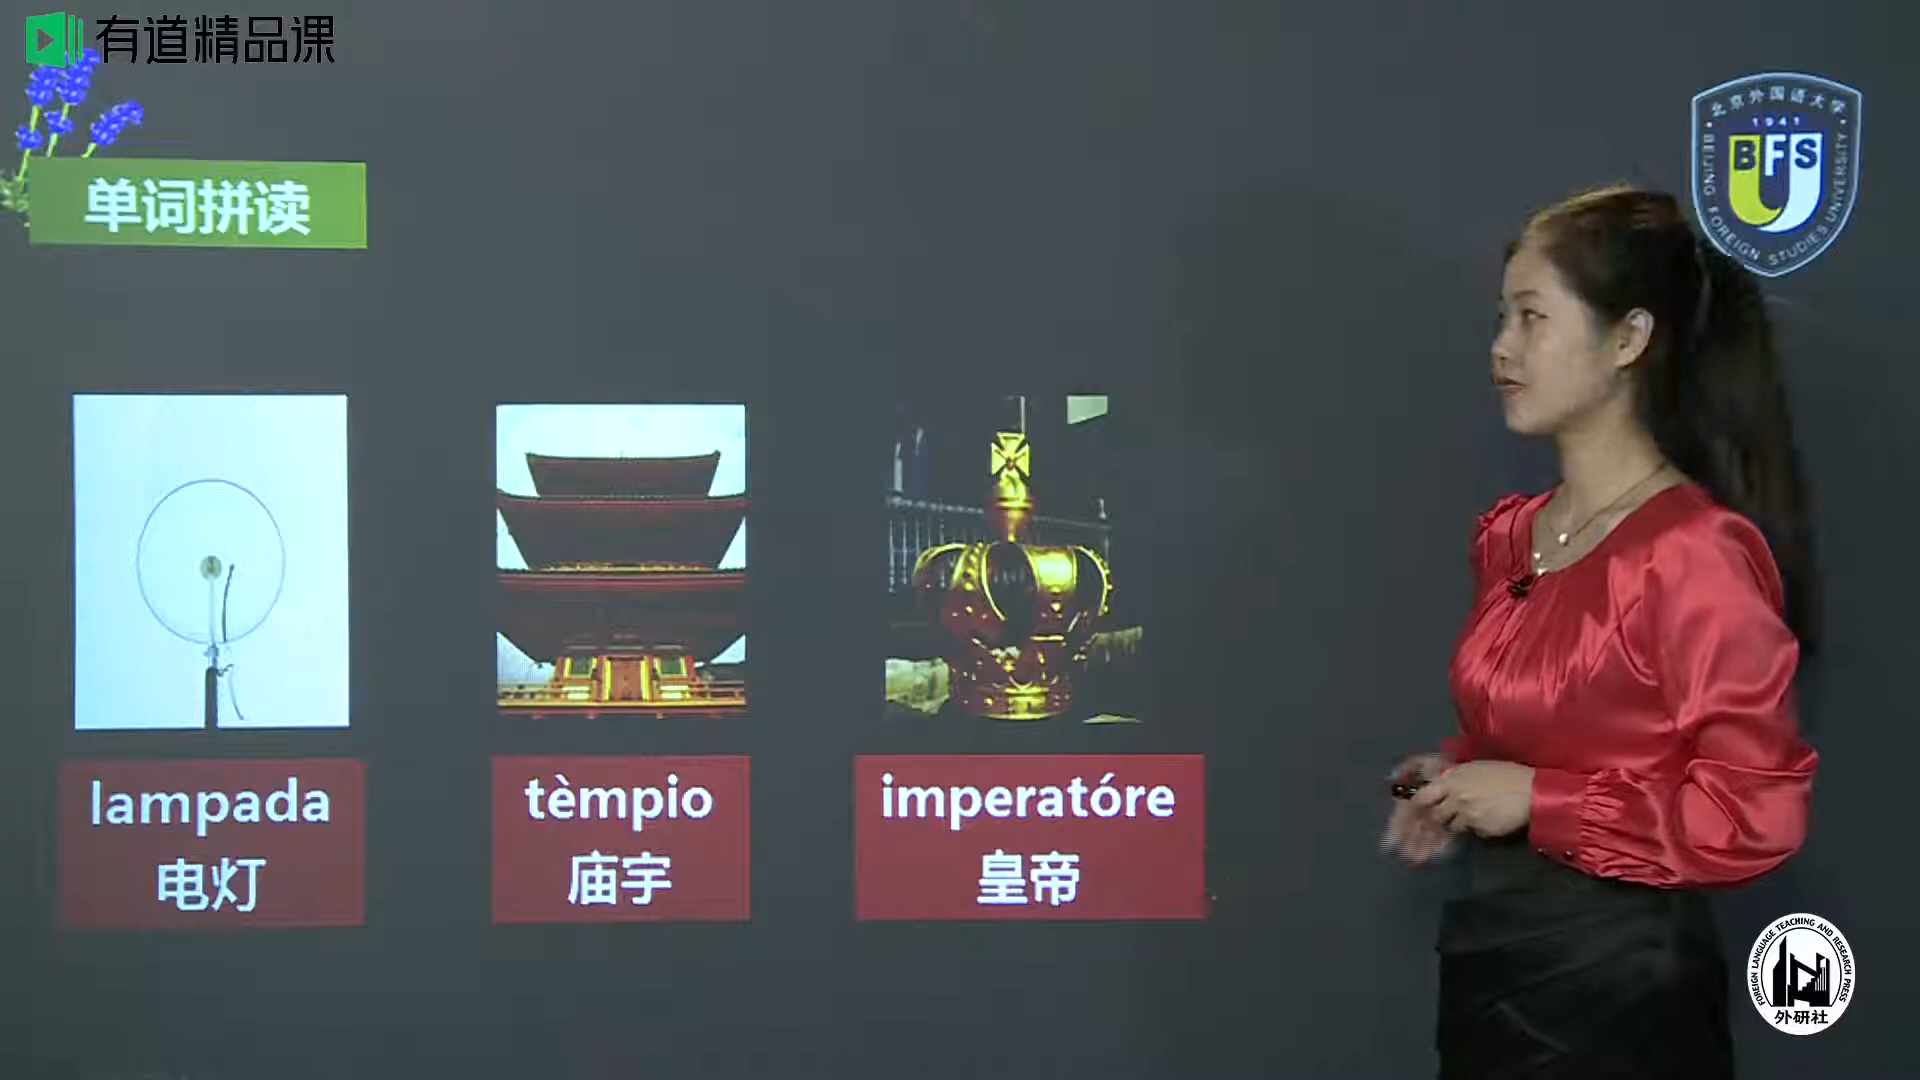 有道精品课
北京外国语大学
1941
BFSU
BEIJING FOREIGN STUDIES UNIVERSITY
单词拼读
lampada
电灯
tèmpio
庙宇
imperatóre
皇帝
FOREIGN LANGUAGE TEACHING AND RESEARCH PRESS
外研社